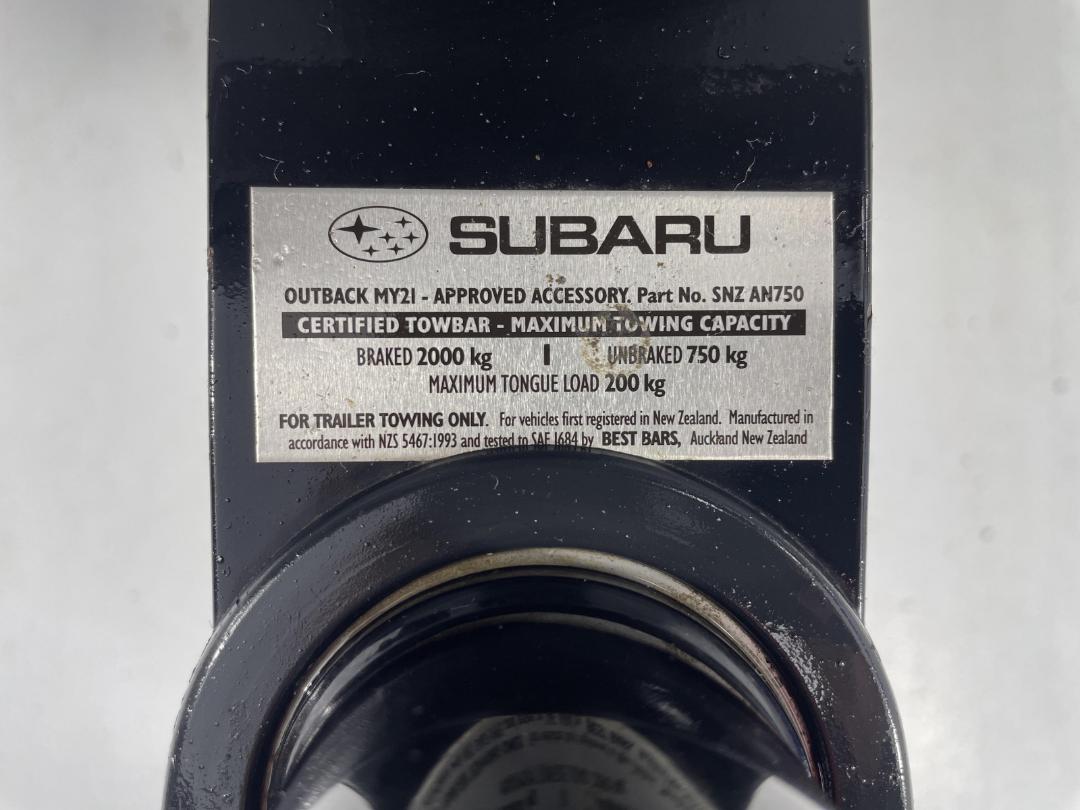 SUBARU
OUTBACK MY21 - APPROVED ACCESSORY. Part No. SNZ AN750
CERTIFIED TOWBAR - MAXIMUM TOWING CAPACITY
BRAKED 2000 kg | UNBRAKED 750 kg
MAXIMUM TONGUE LOAD 200 kg
FOR TRAILER TOWING ONLY. For vehicles first registered in New Zealand. Manufactured in
accordance with NZS 5467:1993 and tested to SAE 1684 by BEST BARS, Auckland New Zealand